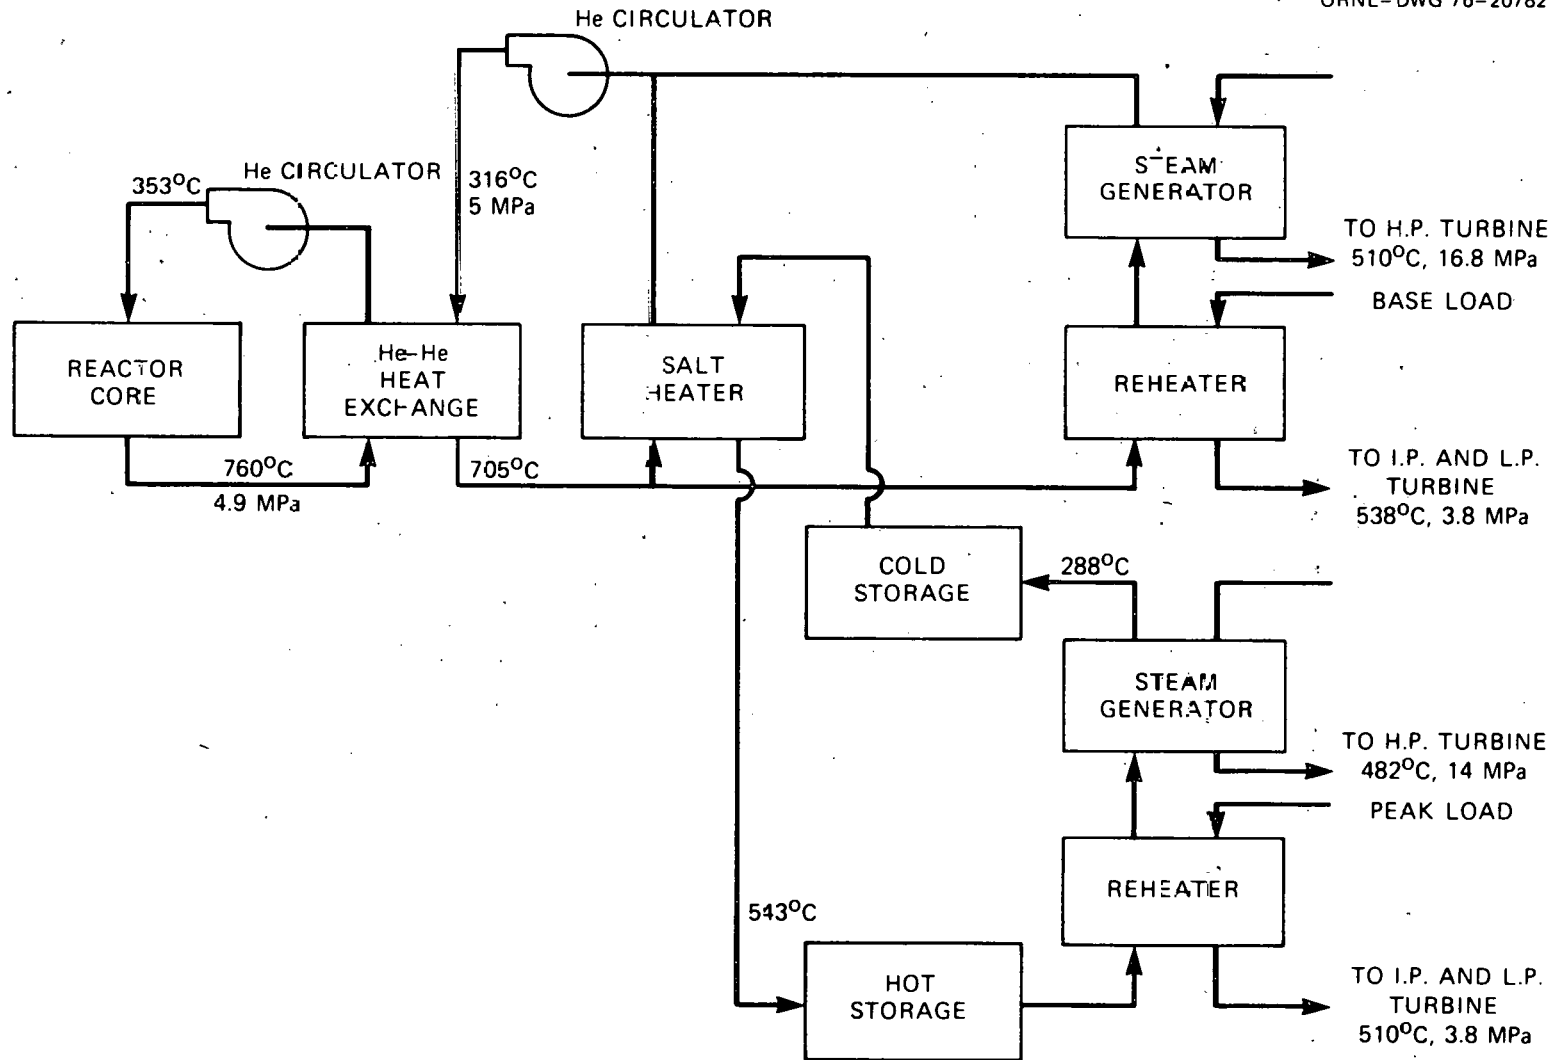 ORNL-DWG 76-20782
He CIRCULATOR
He CIRCULATOR
353°C
316°C
5 MPa
STEAM
GENERATOR
TO H.P. TURBINE
510°C, 16.8 MPa
BASE LOAD
REACTOR
CORE
He-He
HEAT
EXCHANGE
SALT
HEATER
REHEATER
760°C
4.9 MPa
705°C
TO I.P. AND L.P.
TURBINE
538°C, 3.8 MPa
COLD
STORAGE
288°C
STEAM
GENERATOR
TO H.P. TURBINE
482°C, 14 MPa
PEAK LOAD
REHEATER
543°C
HOT
STORAGE
TO I.P. AND L.P.
TURBINE
510°C, 3.8 MPa